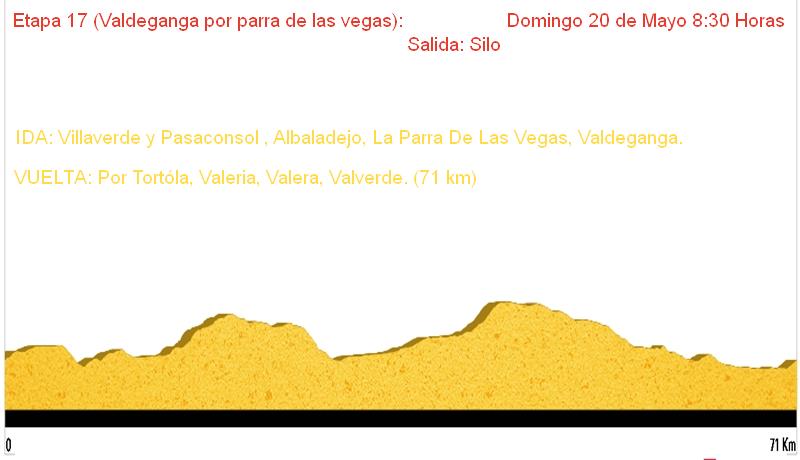 Etapa 17 (Valdeganga por parra de las vegas): Domingo 20 de Mayo 8:30 Horas
Salida: Silo
IDA: Villaverde y Pasaconsol , Albaladejo, La Parra De Las Vegas, Valdeganga.
VUELTA: Por Tortóla, Valeria, Valera, Valverde. (71 km)
0 71 Km